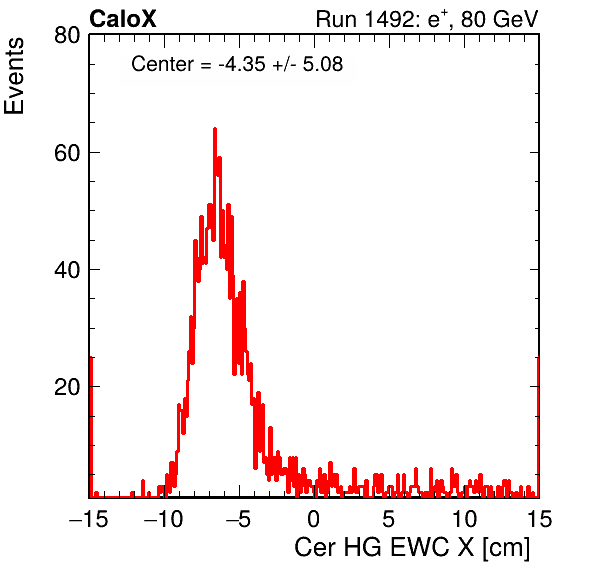 CaloX Run 1492: e⁺, 80 GeV
Center = -4.35 +/- 5.08
Events
80
60
40
20
−15 −10 −5 0 5 10 15
Cer HG EWC X [cm]